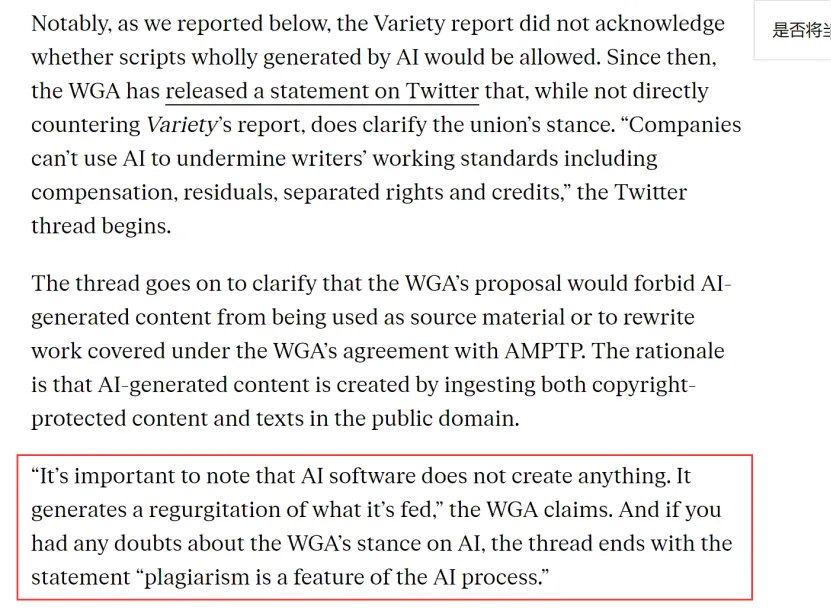 Notably, as we reported below, the Variety report did not acknowledge
whether scripts wholly generated by AI would be allowed. Since then,
the WGA has released a statement on Twitter that, while not directly
countering Variety's report, does clarify the union's stance. “Companies
can't use AI to undermine writers' working standards including
compensation, residuals, separated rights and credits,” the Twitter
thread begins.
The thread goes on to clarify that the WGA's proposal would forbid AI-
generated content from being used as source material or to rewrite
work covered under the WGA's agreement with AMPTP. The rationale
is that AI-generated content is created by ingesting both copyright-
protected content and texts in the public domain.
“It's important to note that AI software does not create anything. It
generates a regurgitation of what it's fed,” the WGA claims. And if you
had any doubts about the WGA's stance on AI, the thread ends with the
statement “plagiarism is a feature of the AI process.”
是否将